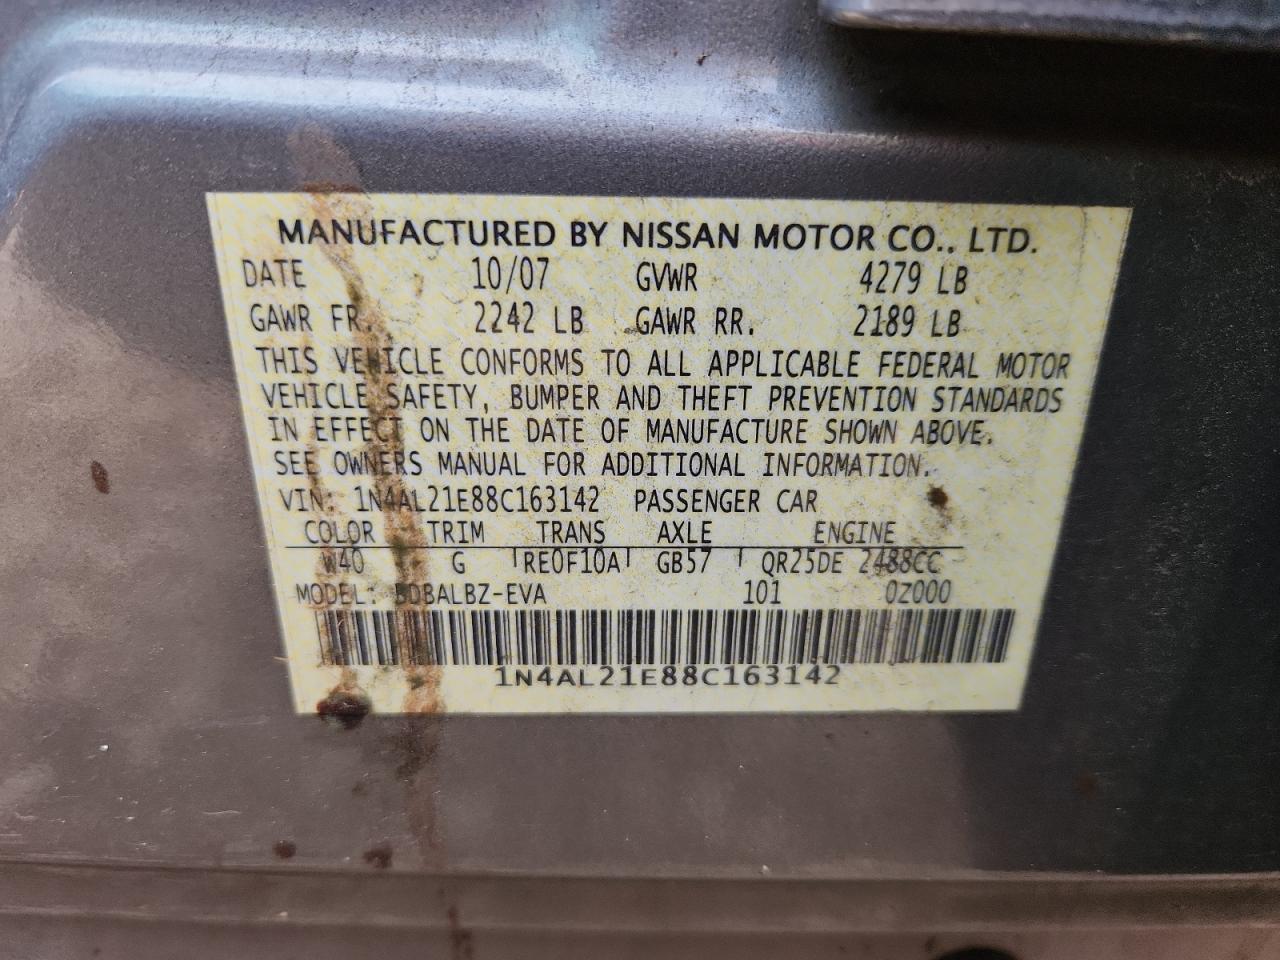 MANUFACTURED BY NISSAN MOTOR CO., LTD.
DATE 10/07 GVWR 4279 LB
GAWR FR. 2242 LB GAWR RR. 2189 LB
THIS VEHICLE CONFORMS TO ALL APPLICABLE FEDERAL MOTOR
VEHICLE SAFETY, BUMPER AND THEFT PREVENTION STANDARDS
IN EFFECT ON THE DATE OF MANUFACTURE SHOWN ABOVE.
SEE OWNERS MANUAL FOR ADDITIONAL INFORMATION.
VIN: 1N4AL21E88C163142 PASSENGER CAR
COLOR TRIM TRANS AXLE ENGINE
W40 G RE0F10A GB57 QR25DE 2488CC
MODEL: 101 0Z000
1N4AL21E88C163142